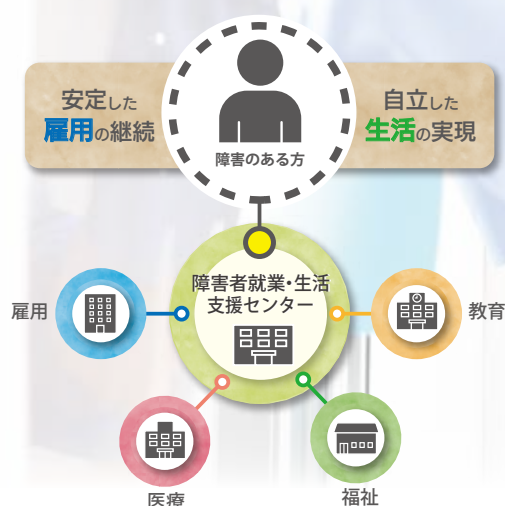 安定した
雇用の継続
自立した
生活の実現
障害のある方
障害者就業・生活
支援センター
雇用
教育
医療
福祉